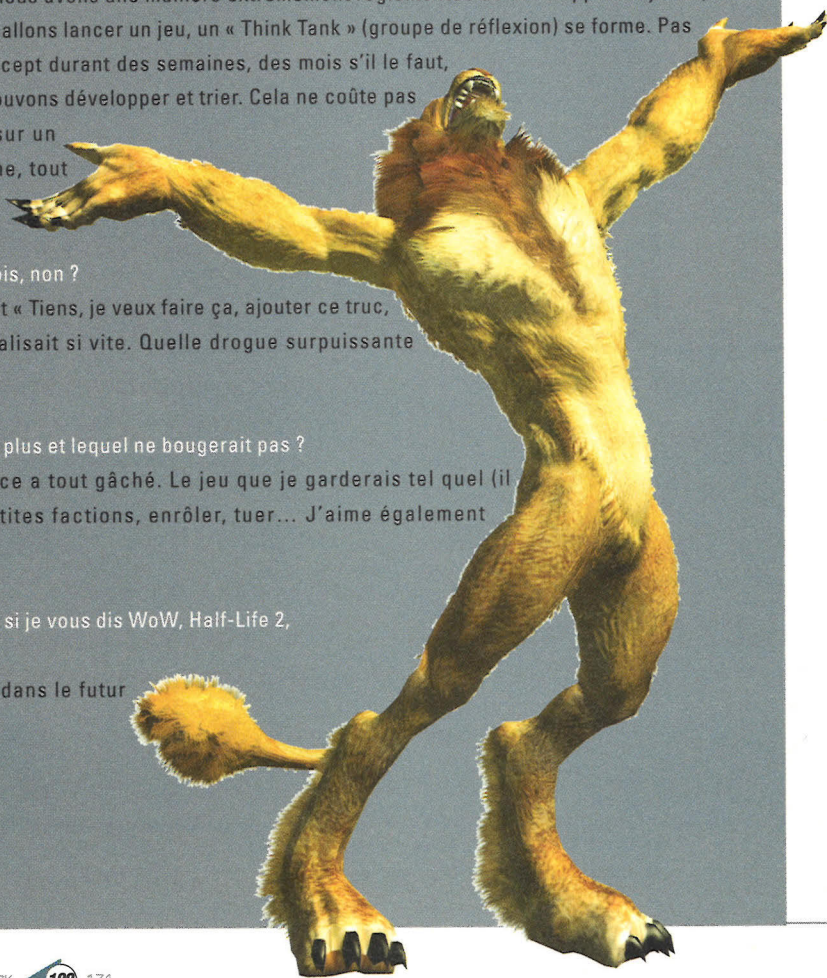 allons lancer un jeu, un « Think Tank » (groupe de réflexion) se forme. Pas
cept durant des semaines, des mois s'il le faut,
ouvons développer et trier. Cela ne coûte pas
sur un
ne, tout
is, non ?
t « Tiens, je veux faire ça, ajouter ce truc,
alisait si vite. Quelle drogue surpuissante
plus et lequel ne bougerait pas ?
ce a tout gâché. Le jeu que je garderais tel quel (il
tites factions, enrôler, tuer... J'aime également
si je vous dis WoW, Half-Life 2,
dans le futur
174